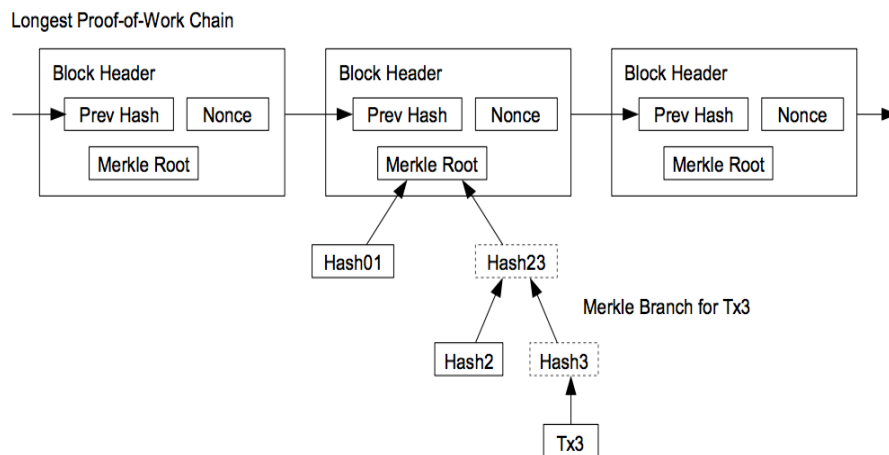 Longest Proof-of-Work Chain
Block Header
Block Header
Block Header
Prev Hash
Nonce
Prev Hash
Nonce
Prev Hash
Nonce
Merkle Root
Merkle Root
Merkle Root
Hash01
Hash23
Merkle Branch for Tx3
Hash2
Hash3
Tx3